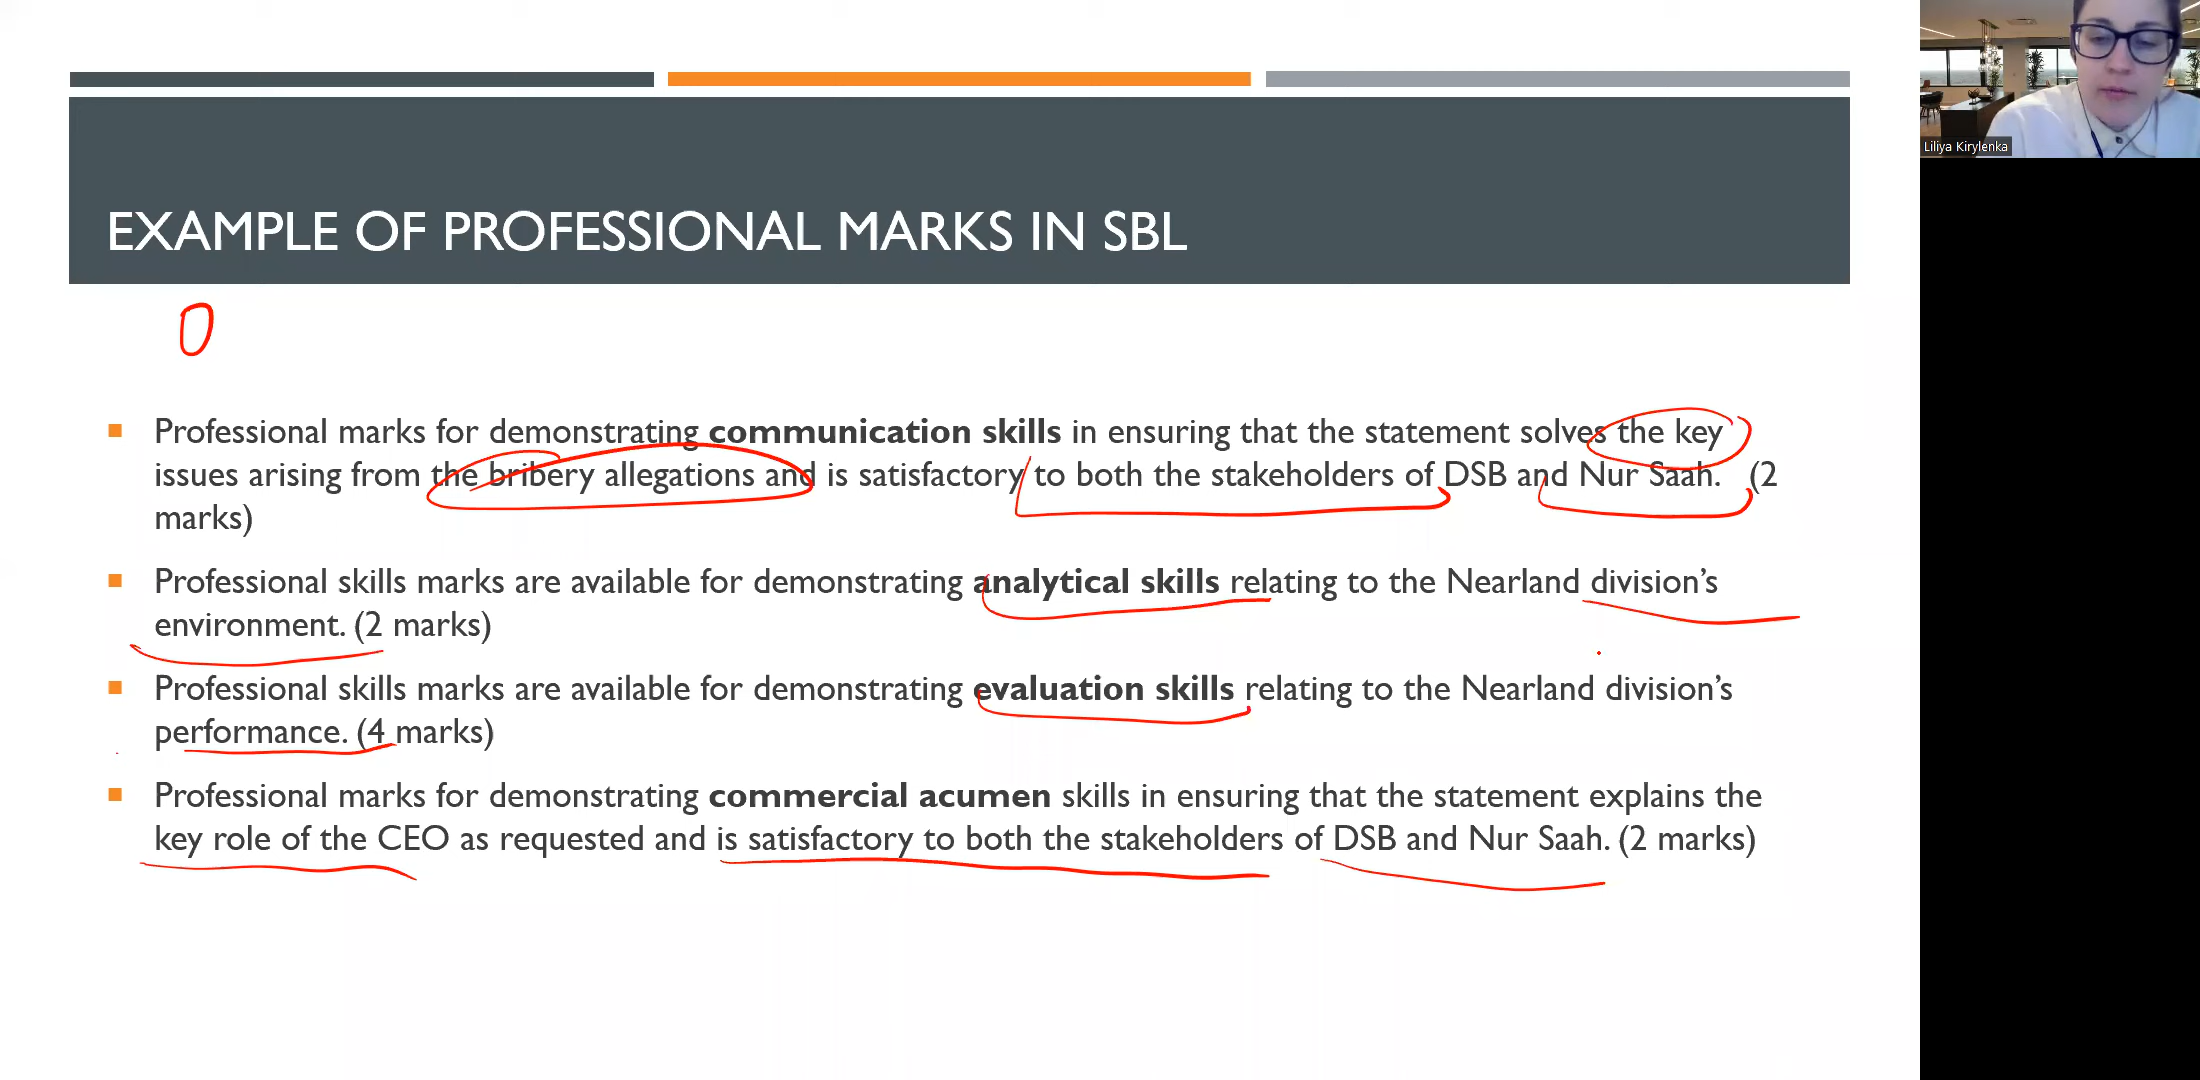 EXAMPLE OF PROFESSIONAL MARKS IN SBL
0
Professional marks for demonstrating communication skills in ensuring that the statement solves the key
issues arising from the bribery allegations and is satisfactory to both the stakeholders of DSB and Nur Saah. (2
marks)
Professional skills marks are available for demonstrating analytical skills relating to the Nearland division’s
environment. (2 marks)
Professional skills marks are available for demonstrating evaluation skills relating to the Nearland division’s
performance. (4 marks)
Professional marks for demonstrating commercial acumen skills in ensuring that the statement explains the
key role of the CEO as requested and is satisfactory to both the stakeholders of DSB and Nur Saah. (2 marks)
Liliya Kirylenka